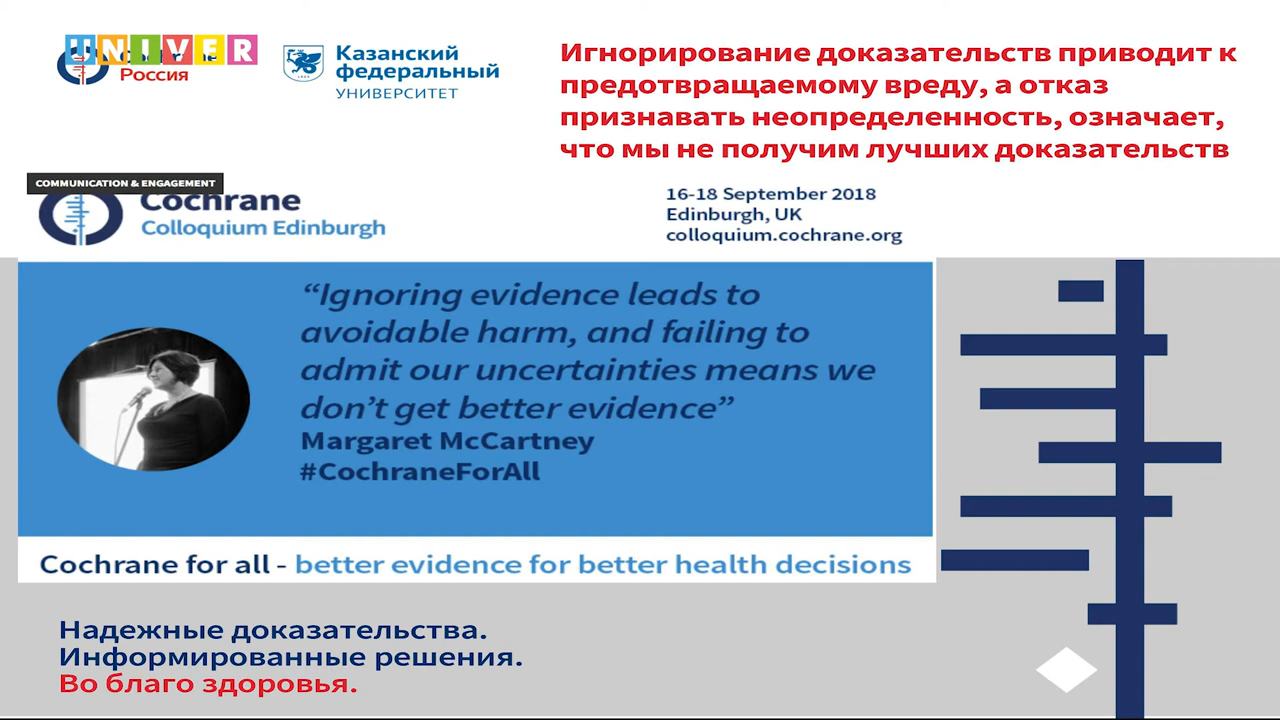 UNIVER
Россия
Казанский
федеральный
УНИВЕРСИТЕТ
Игнорирование доказательств приводит к
предотвращаемому вреду, а отказ
признавать неопределенность, означает,
что мы не получим лучших доказательств
COMMUNICATION & ENGAGEMENT
Cochrane
Colloquium Edinburgh
16-18 September 2018
Edinburgh, UK
colloquium.cochrane.org
“Ignoring evidence leads to
avoidable harm, and failing to
admit our uncertainties means we
don’t get better evidence”
Margaret McCartney
#CochraneForAll
Cochrane for all - better evidence for better health decisions
Надежные доказательства.
Информированные решения.
Во благо здоровья.